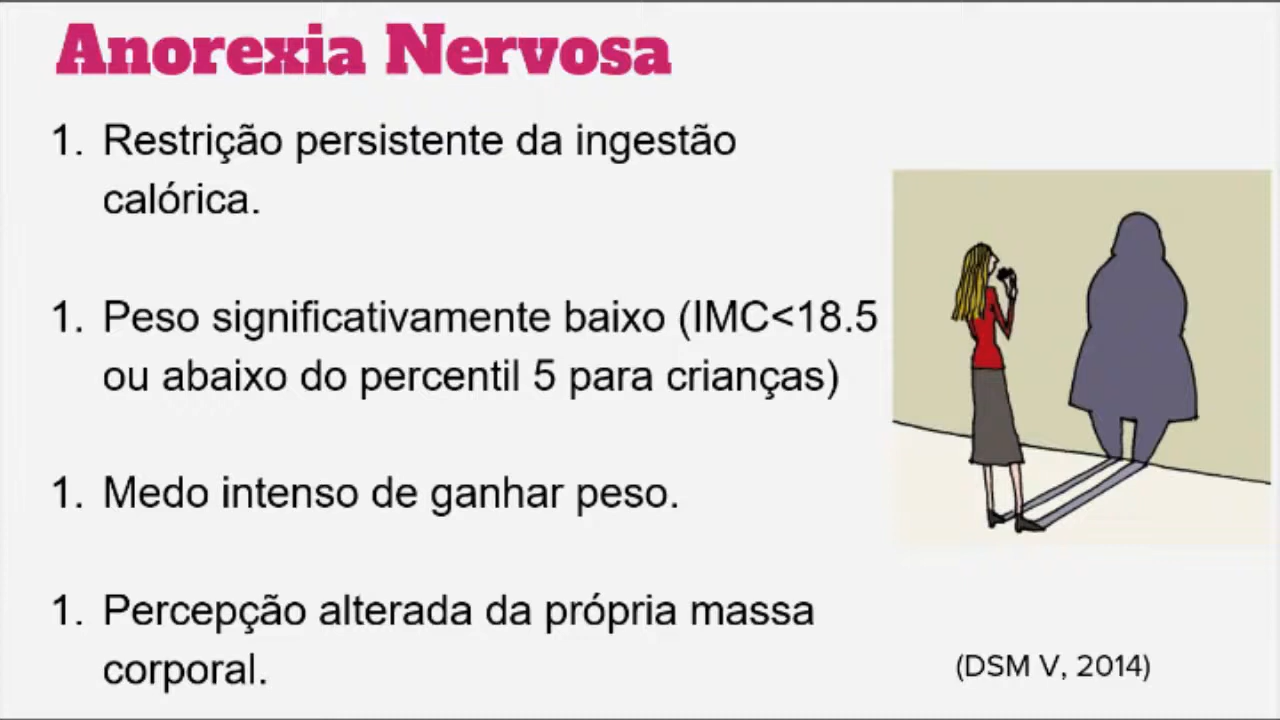 Anorexia Nervosa
1. Restrição persistente da ingestão
calórica.
1. Peso significativamente baixo (IMC<18.5
ou abaixo do percentil 5 para crianças)
1. Medo intenso de ganhar peso.
1. Percepção alterada da própria massa
corporal.
(DSM V, 2014)